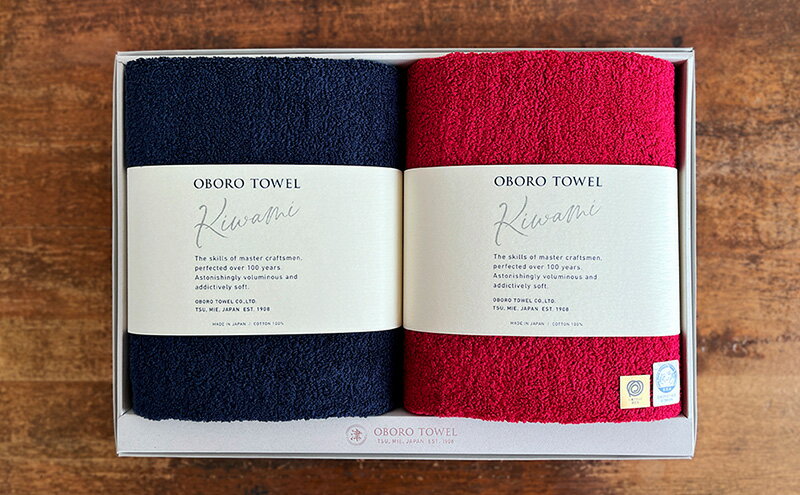 OBORO TOWEL
Kiwami
The skills of master craftsmen,
perfected over 100 years.
Astonishingly voluminous and
addictively soft.
OBORO TOWEL CO.,LTD.
TSU, MIE, JAPAN EST. 1908
MADE IN JAPAN / COTTON 100%
OBORO TOWEL
Kiwami
The skills of master craftsmen,
perfected over 100 years.
Astonishingly voluminous and
addictively soft.
OBORO TOWEL CO.,LTD.
TSU, MIE, JAPAN EST. 1908
MADE IN JAPAN / COTTON 100%
津 OBORO TOWEL
TSU, MIE, JAPAN EST. 1908